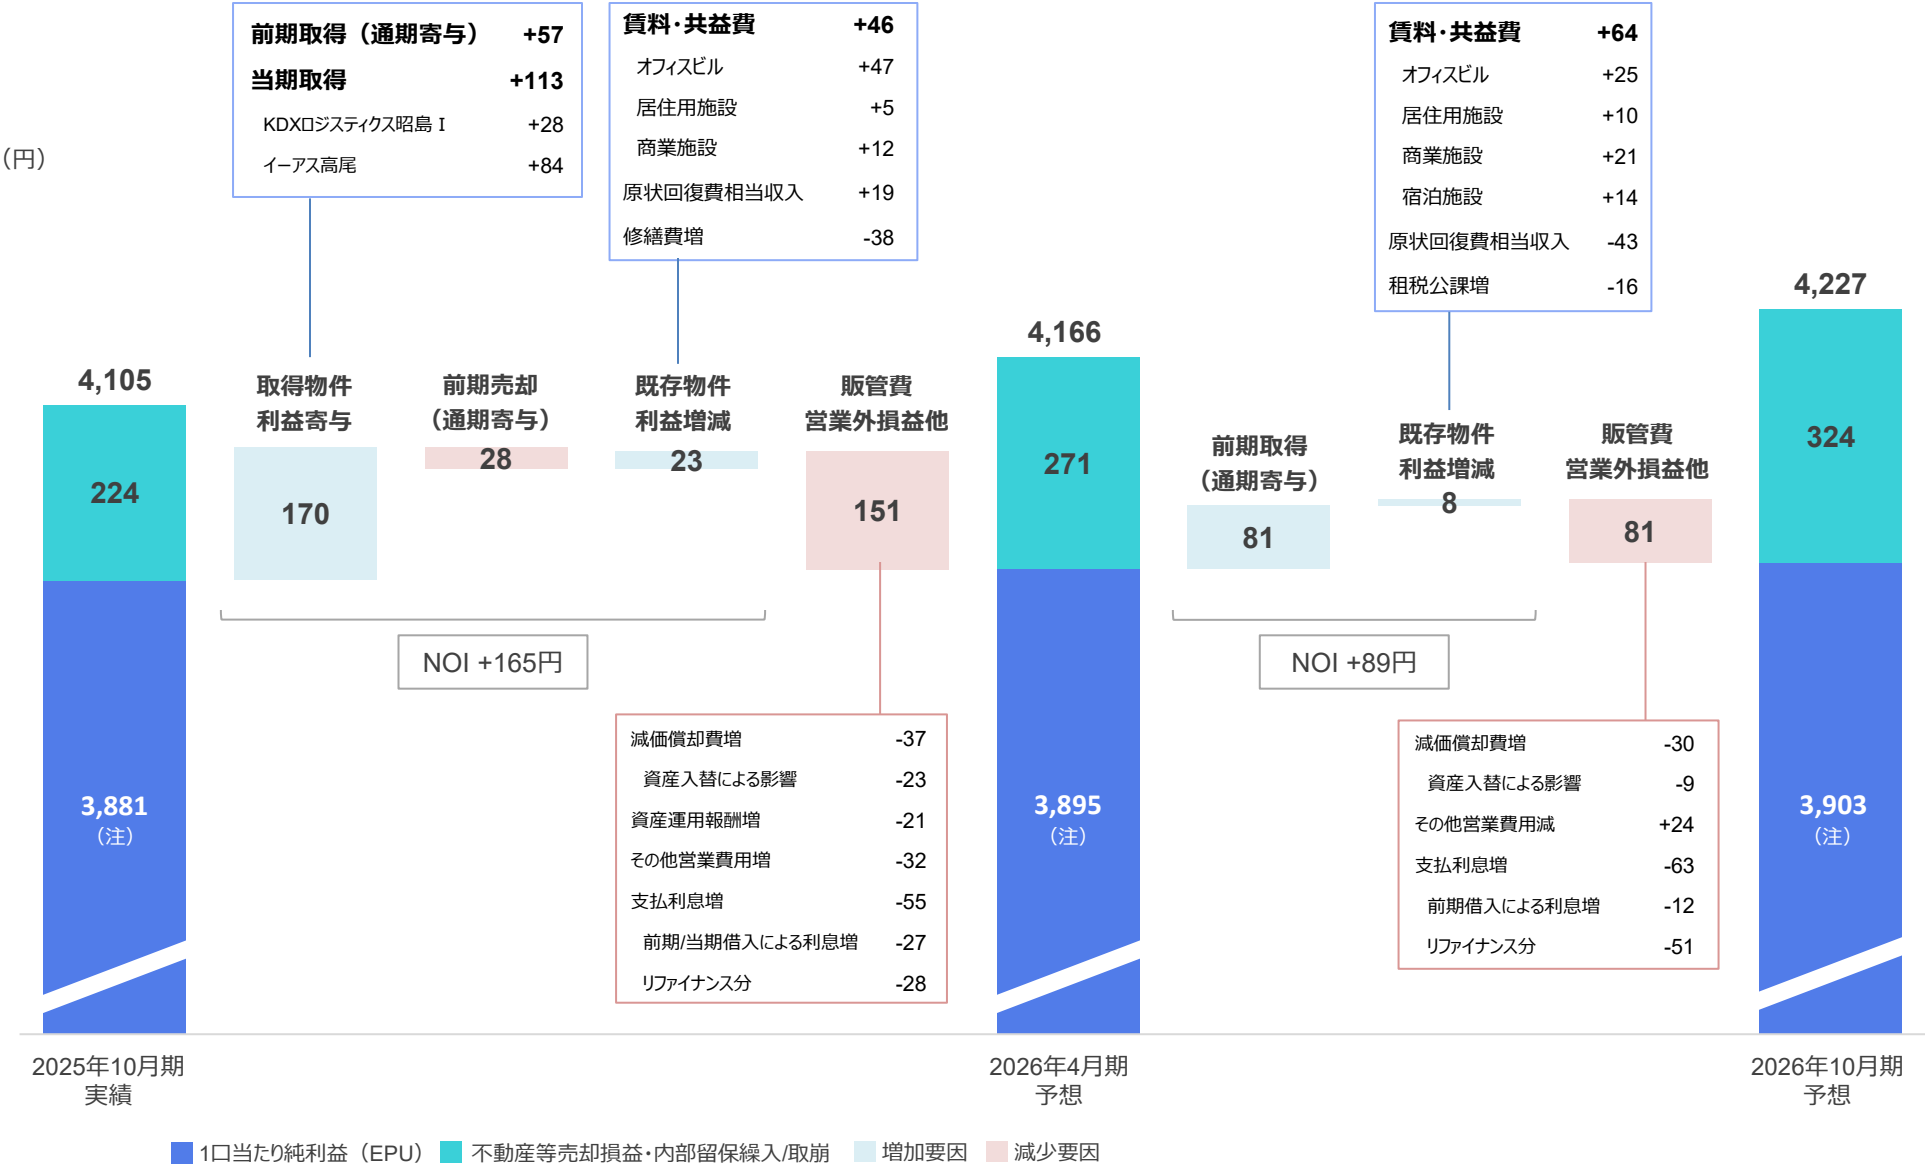 （円）
前期取得（通期寄与） +57
当期取得 +113
KDXロジスティクス昭島 I +28
イーアス高尾 +84
賃料・共益費 +46
オフィスビル +47
居住用施設 +5
商業施設 +12
原状回復費相当収入 +19
修繕費増 -38
賃料・共益費 +64
オフィスビル +25
居住用施設 +10
商業施設 +21
宿泊施設 +14
原状回復費相当収入 -43
租税公課増 -16
4,105
224
3,881
（注）
取得物件
利益寄与
170
前期売却
（通期寄与）
28
既存物件
利益増減
23
販管費
営業外損益他
151
NOI +165円
減価償却費増 -37
資産入替による影響 -23
資産運用報酬増 -21
その他営業費用増 -32
支払利息増 -55
前期/当期借入による利息増 -27
リファイナンス分 -28
4,166
271
3,895
（注）
前期取得
（通期寄与）
81
既存物件
利益増減
8
販管費
営業外損益他
81
NOI +89円
減価償却費増 -30
資産入替による影響 -9
その他営業費用減 +24
支払利息増 -63
前期借入による利息増 -12
リファイナンス分 -51
4,227
324
3,903
（注）
2025年10月期
実績
2026年4月期
予想
2026年10月期
予想
1口当たり純利益（EPU） 不動産等売却損益・内部留保繰入/取崩 増加要因 減少要因